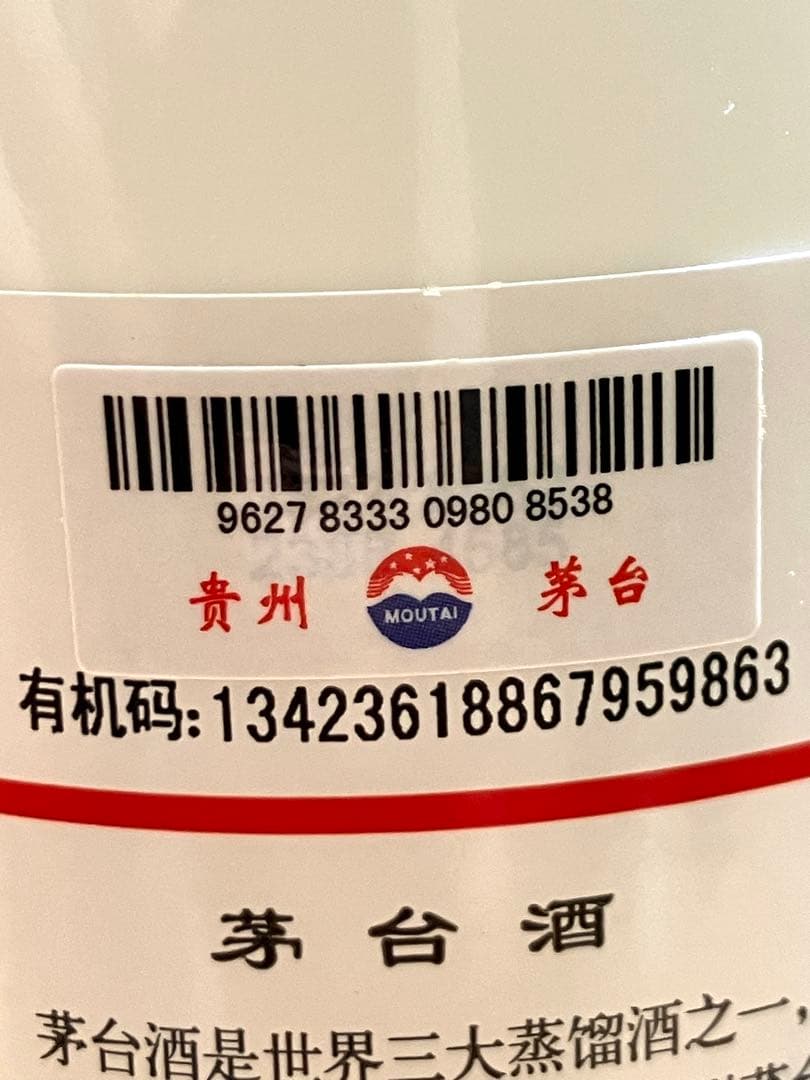 9627 8333 0980 8538
贵州 MOUTAI 茅台
有机码:13423618867959863
茅台酒
茅台酒是世界三大蒸馏酒之一,